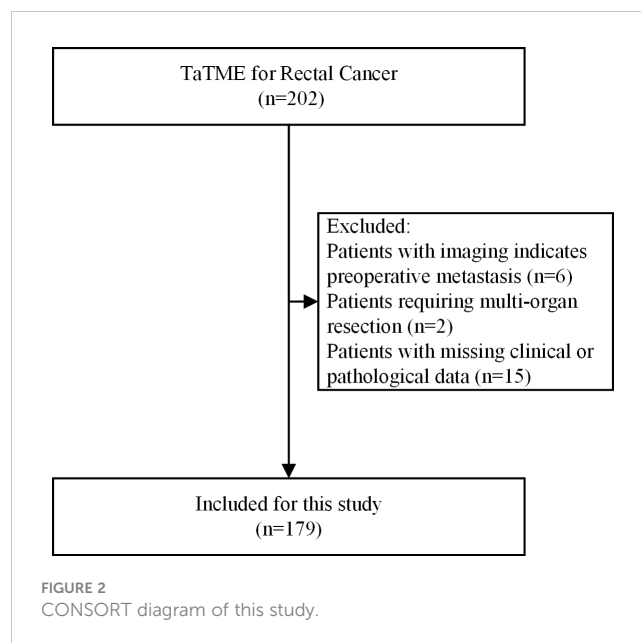 TaTME for Rectal Cancer
(n=202)
Excluded:
Patients with imaging indicates
preoperative metastasis (n=6)
Patients requiring multi-organ
resection (n=2)
Patients with missing clinical or
pathological data (n=15)
Included for this study
(n=179)
FIGURE 2
CONSORT diagram of this study.